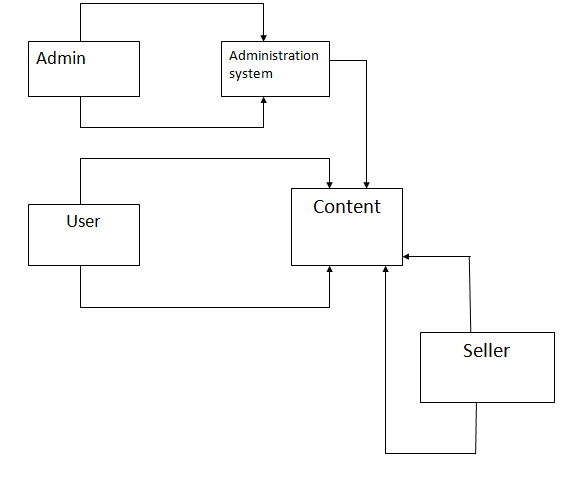 Admin
Administration
system
User
Content
Seller